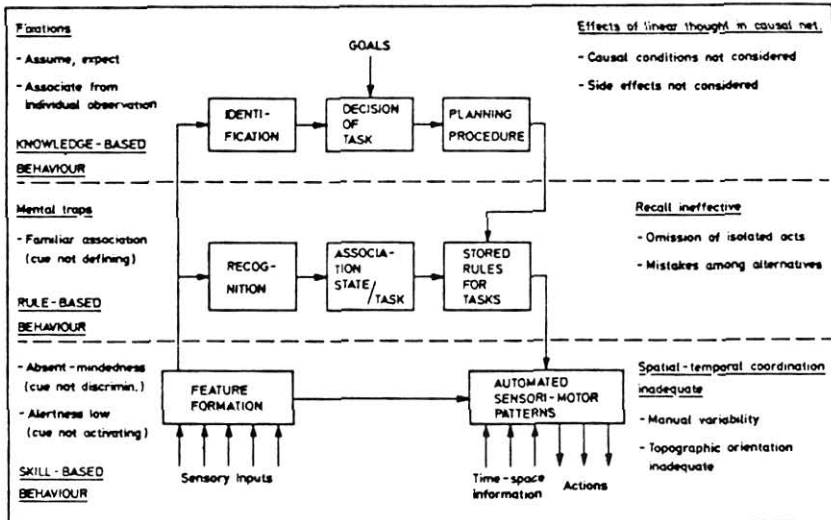 Fixations
- Assume, expect
- Associate from
individual observation
KNOWLEDGE-BASED
BEHAVIOUR
GOALS
IDENTI-
FICATION
DECISION
OF
TASK
PLANNING
PROCEDURE
Effects of linear thought in causal net.
- Causal conditions not considered
- Side effects not considered
Mental traps
- Familiar association
(cue not defining)
RULE-BASED
BEHAVIOUR
RECOG-
NITION
ASSOCIA-
TION
STATE
/TASK
STORED
RULES
FOR
TASKS
Recall ineffective
- Omission of isolated acts
- Mistakes among alternatives
- Absent-mindedness
(cue not discrimin.)
- Alertness low
(cue not activating)
SKILL-BASED
BEHAVIOUR
FEATURE
FORMATION
Sensory Inputs
AUTOMATED
SENSORI-MOTOR
PATTERNS
Time-space
information
Actions
Spatial-temporal coordination
inadequate
- Manual variability
- Topographic orientation
inadequate